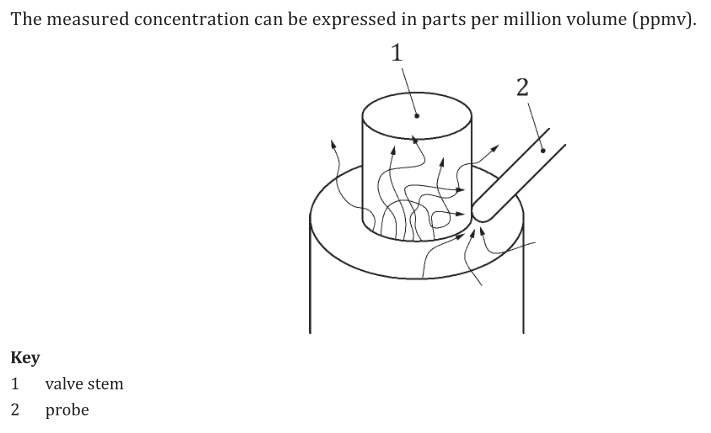 The measured concentration can be expressed in parts per million volume (ppmv).
1
2
Key
1 valve stem
2 probe